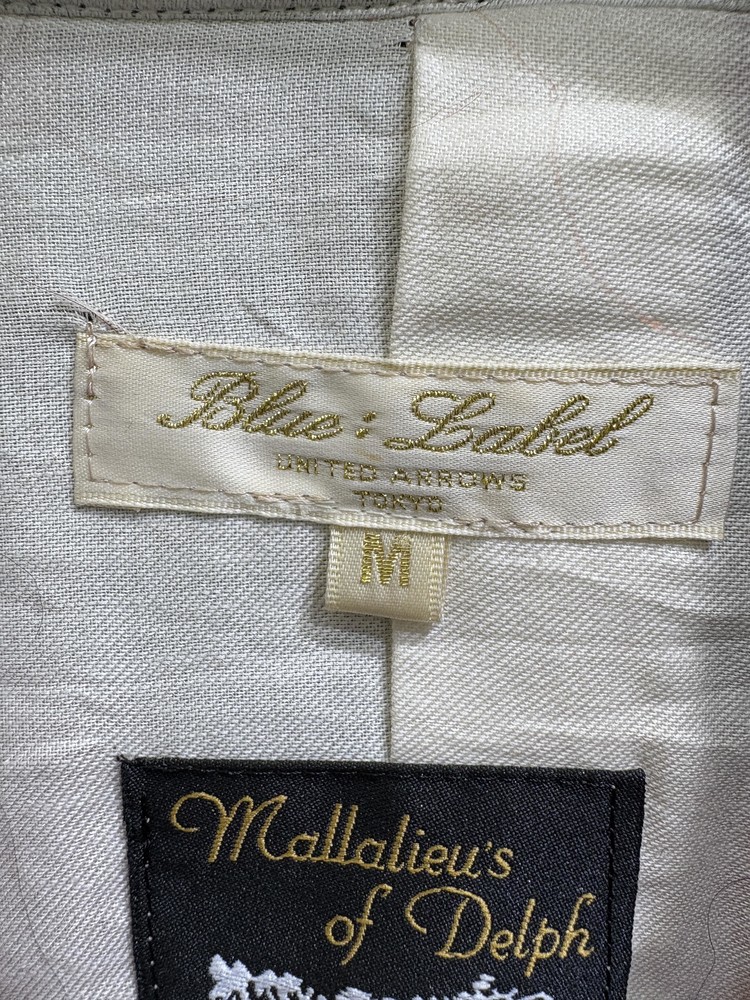 Blue : Label
UNITED ARROWS
TOKYO
M
Mallalieu's
of Delph